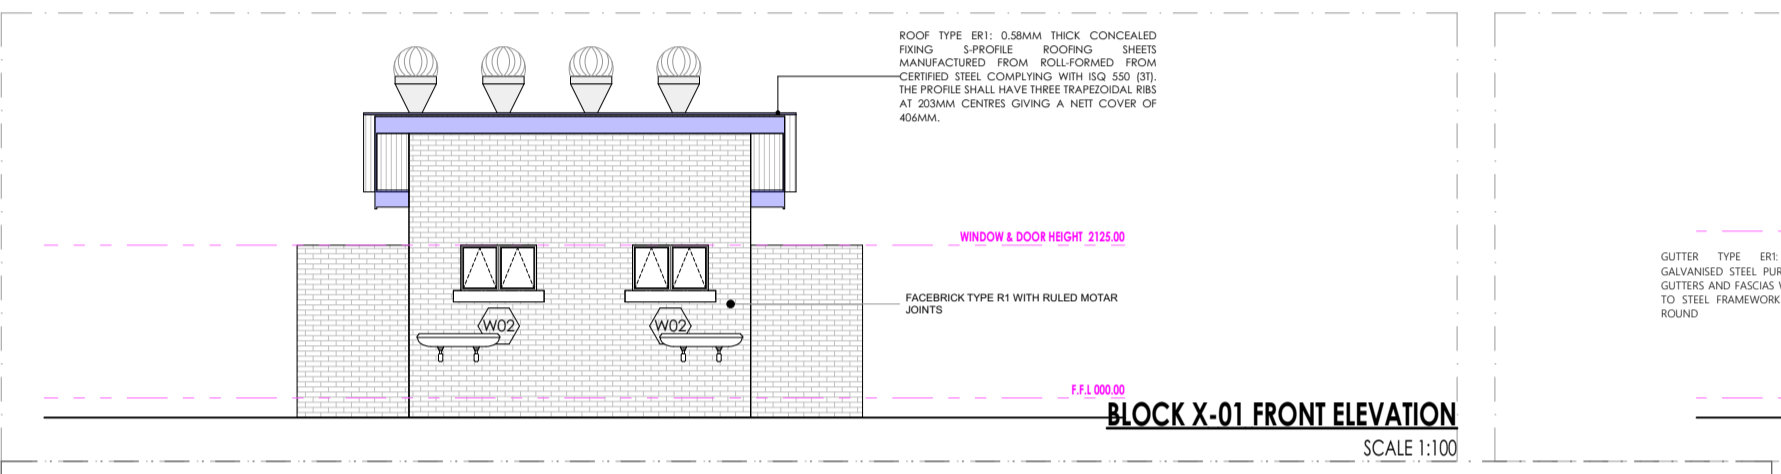 ROOF TYPE ER1: 0.58MM THICK CONCEALED
FIXING S-PROFILE ROOFING SHEETS
MANUFACTURED FROM ROLL-FORMED FROM
CERTIFIED STEEL COMPLYING WITH ISQ 550 (3T).
THE PROFILE SHALL HAVE THREE TRAPEZOIDAL RIBS
AT 203MM CENTRES GIVING A NETT COVER OF
406MM.
WINDOW & DOOR HEIGHT 2125.00
FACEBRICK TYPE R1 WITH RULED MOTAR
JOINTS
W02
W02
F.F.L 000.00
BLOCK X-01 FRONT ELEVATION
SCALE 1:100
GUTTER TYPE ER1:
GALVANISED STEEL PUR
GUTTERS AND FASCIAS
TO STEEL FRAMEWORK
ROUND